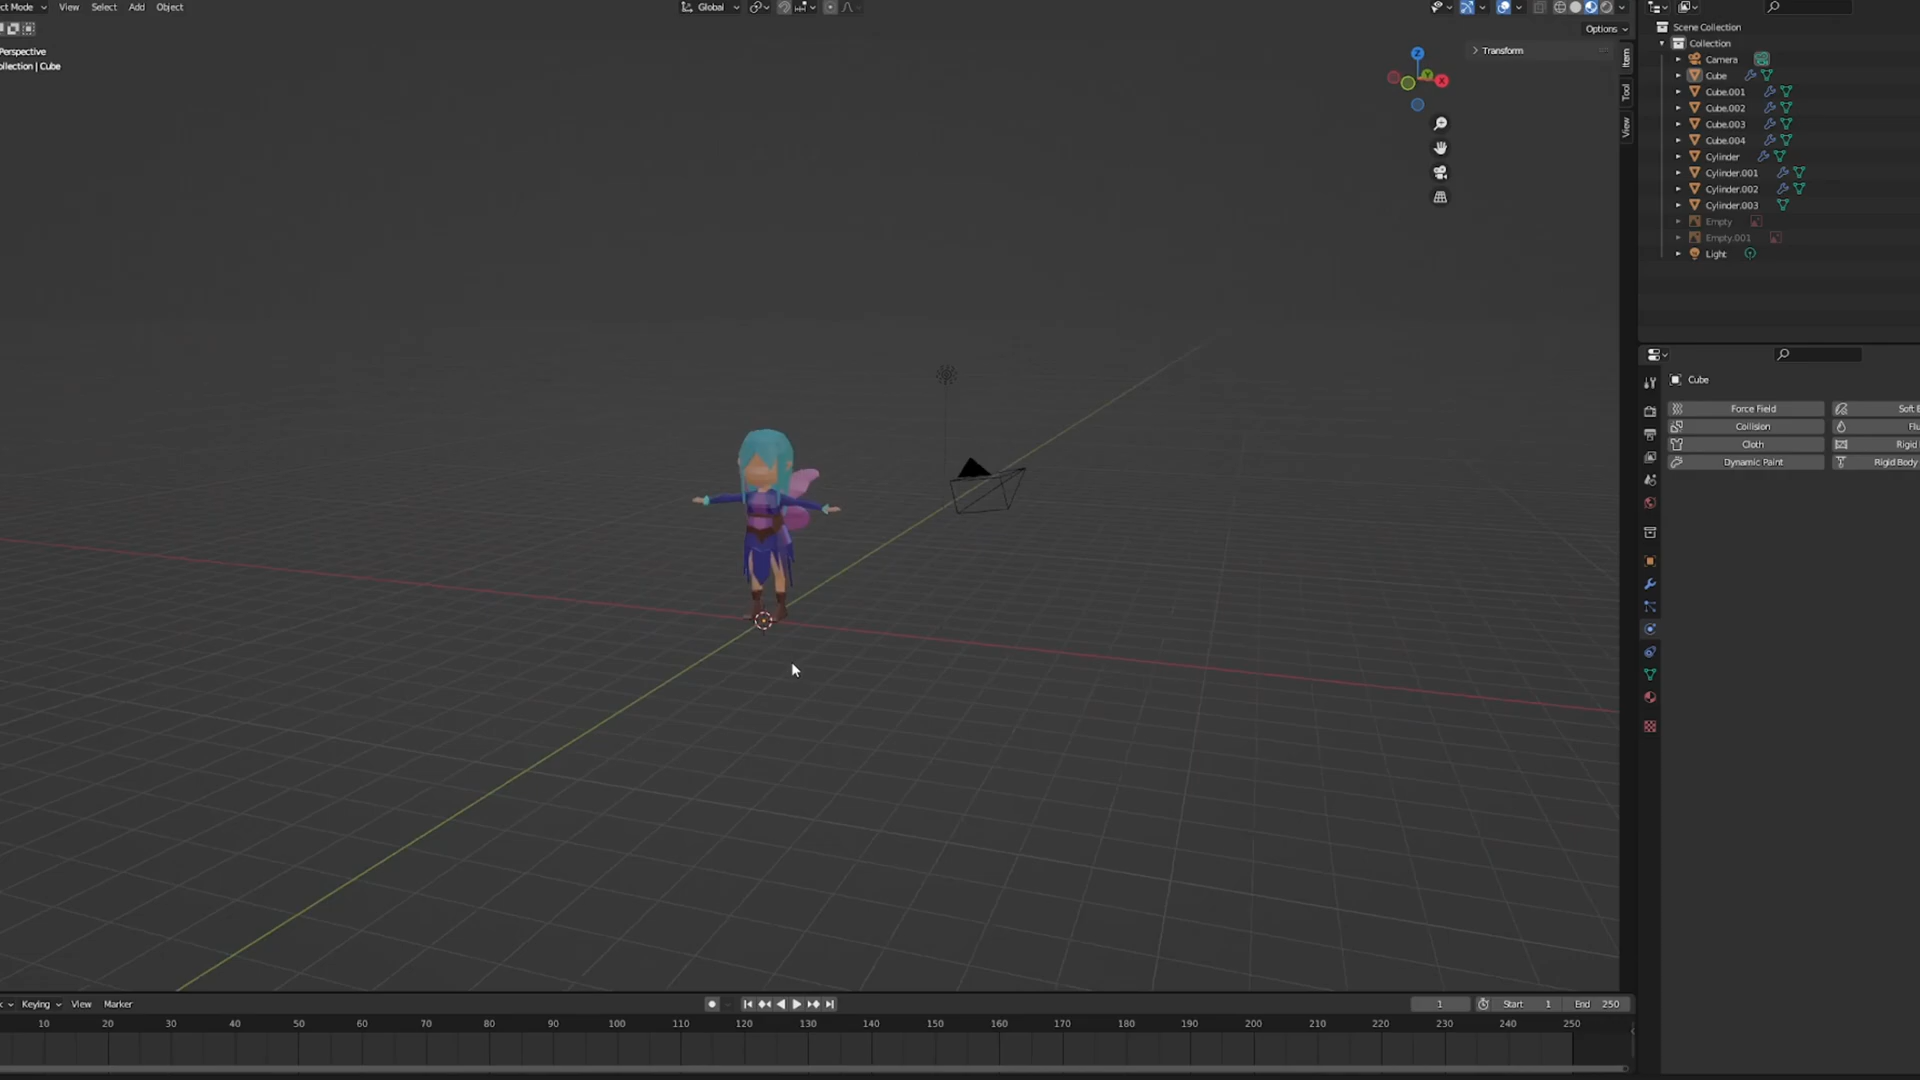 ct Mode View Select Add Object
Global
Options
Perspective
ollection | Cube
Transform
Item
Tool
View
Z
Y
X
Scene Collection
Collection
Camera
Cube
Cube.001
Cube.002
Cube.003
Cube.004
Cylinder
Cylinder.001
Cylinder.002
Cylinder.003
Empty
Empty.001
Light
Cube
Force Field Soft B
Collision Flu
Cloth Rigid
Dynamic Paint Rigid Body
Keying View Marker
1 Start 1 End 250
10 20 30 40 50 60 70 80 90 100 110 120 130 140 150 160 170 180 190 200 210 220 230 240 250